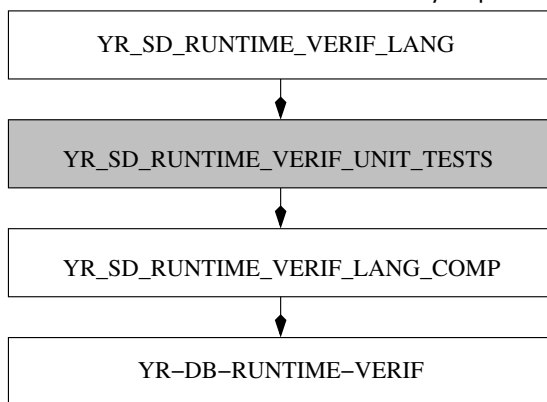 YR_SD_RUNTIME_VERIF_LANG
YR_SD_RUNTIME_VERIF_UNIT_TESTS
YR_SD_RUNTIME_VERIF_LANG_COMP
YR−DB−RUNTIME−VERIF